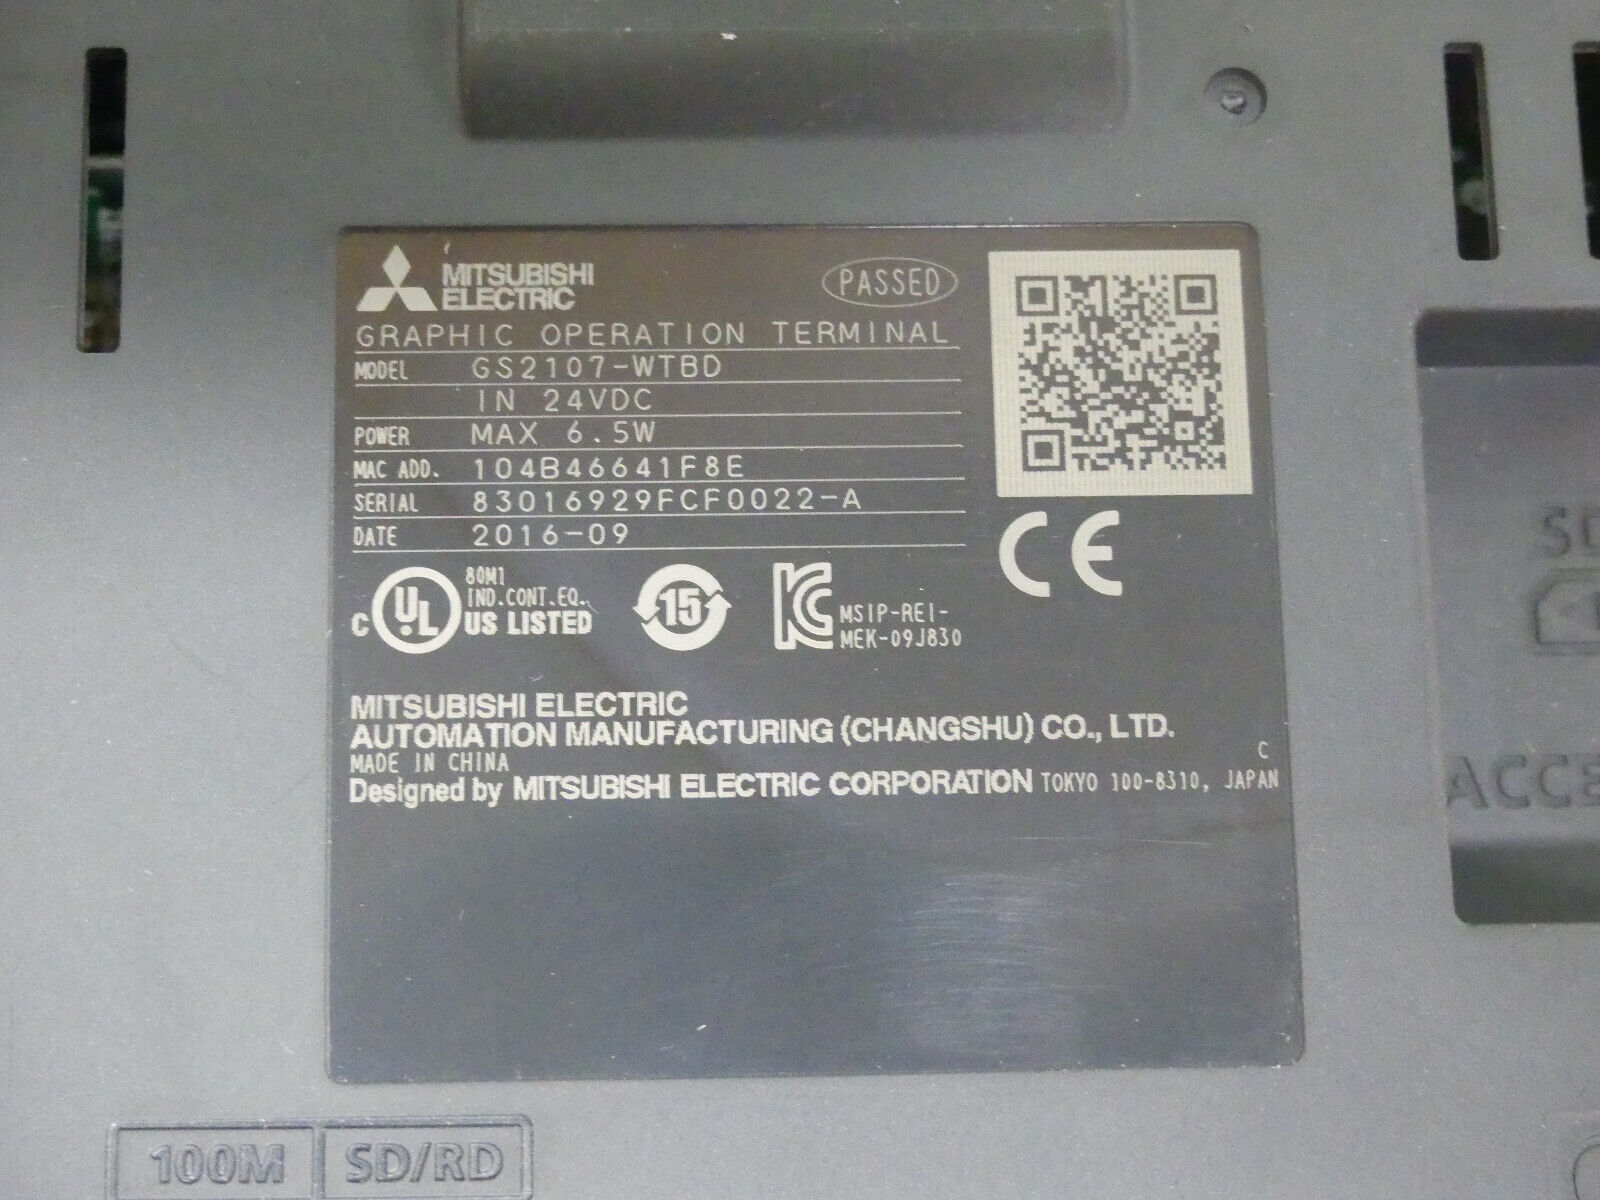 MITSUBISHI
ELECTRIC
PASSED
GRAPHIC OPERATION TERMINAL
MODEL GS2107-WTBD
IN 24VDC
POWER MAX 6.5W
MAC ADD. 104B46641F8E
SERIAL 83016929FCF0022-A
DATE 2016-09
CE
80M1
IND.CONT.EQ.
C UL US LISTED
15
KC MSIP-REI-
MEK-09J830
MITSUBISHI ELECTRIC
AUTOMATION MANUFACTURING (CHANGSHU) CO., LTD.
MADE IN CHINA C
Designed by MITSUBISHI ELECTRIC CORPORATION TOKYO 100-8310, JAPAN
100M SD/RD